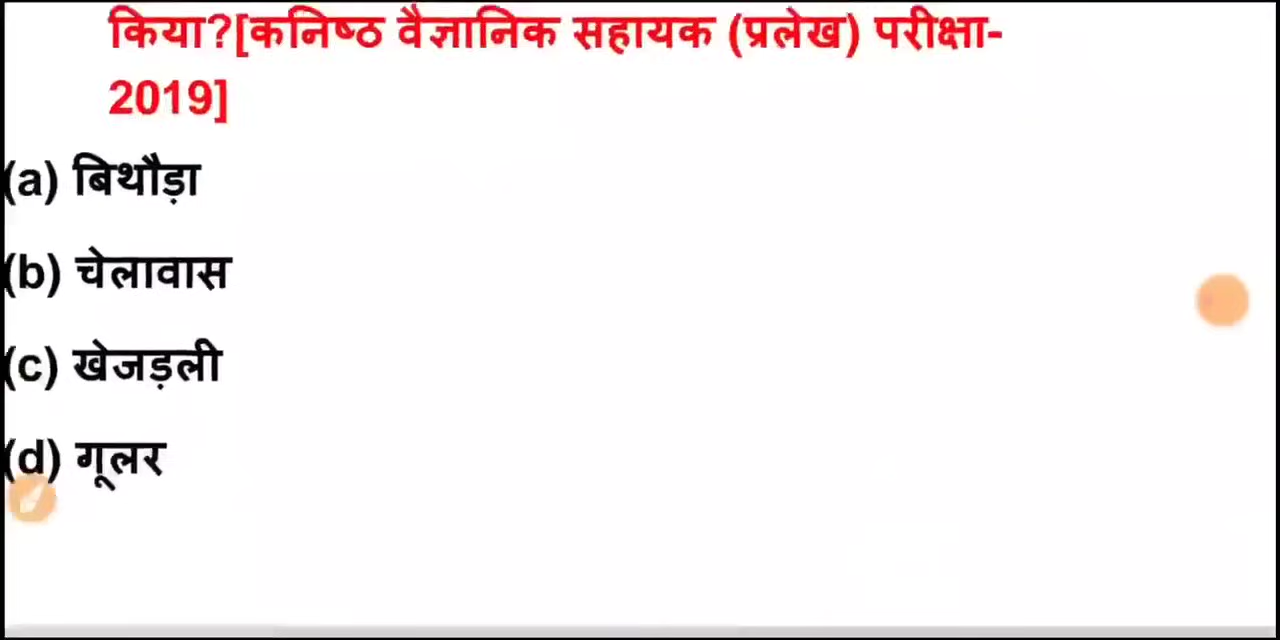 किया?[कनिष्ठ वैज्ञानिक सहायक (प्रलेख) परीक्षा-
2019]
(a) बिथौड़ा
(b) चेलावास
(c) खेजड़ली
(d) गूलर